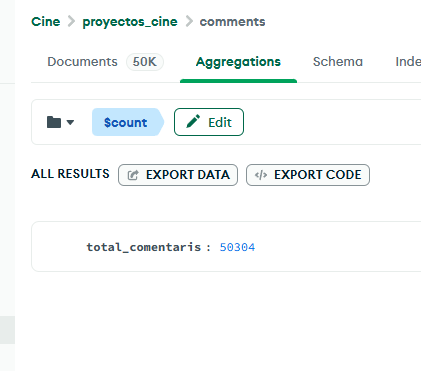 Cine > proyectos_cine > comments
Documents 50K Aggregations Schema Inde
$count Edit
ALL RESULTS EXPORT DATA </> EXPORT CODE
total_comentaris : 50304